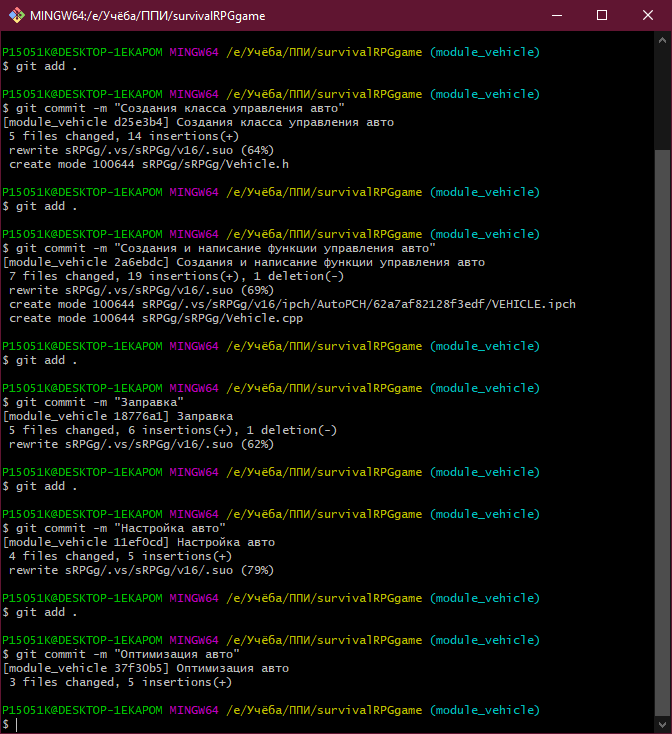 MINGW64:/e/Учёба/ППИ/survivalRPGgame
P15051K@DESKTOP-1EKAPOM MINGW64 /e/Учёба/ППИ/survivalRPGgame (module_vehicle)
$ git add .
P15051K@DESKTOP-1EKAPOM MINGW64 /e/Учёба/ППИ/survivalRPGgame (module_vehicle)
$ git commit -m "Создания класса управления авто"
[module_vehicle d25e3b4] Создания класса управления авто
5 files changed, 14 insertions(+)
rewrite sRPGg/.vs/sRPGg/v16/.suo (64%)
create mode 100644 sRPGg/sRPGg/Vehicle.h
P15051K@DESKTOP-1EKAPOM MINGW64 /e/Учёба/ППИ/survivalRPGgame (module_vehicle)
$ git add .
P15051K@DESKTOP-1EKAPOM MINGW64 /e/Учёба/ППИ/survivalRPGgame (module_vehicle)
$ git commit -m "Создания и написание функции управления авто"
[module_vehicle 2a6ebdc] Создания и написание функции управления авто
7 files changed, 19 insertions(+), 1 deletion(-)
rewrite sRPGg/.vs/sRPGg/v16/.suo (69%)
create mode 100644 sRPGg/.vs/sRPGg/v16/ipch/AutoPCH/62a7af82128f3edf/VEHICLE.ipch
create mode 100644 sRPGg/sRPGg/Vehicle.cpp
P15051K@DESKTOP-1EKAPOM MINGW64 /e/Учёба/ППИ/survivalRPGgame (module_vehicle)
$ git add .
P15051K@DESKTOP-1EKAPOM MINGW64 /e/Учёба/ППИ/survivalRPGgame (module_vehicle)
$ git commit -m "Заправка"
[module_vehicle 18776a1] Заправка
5 files changed, 6 insertions(+), 1 deletion(-)
rewrite sRPGg/.vs/sRPGg/v16/.suo (62%)
P15051K@DESKTOP-1EKAPOM MINGW64 /e/Учёба/ППИ/survivalRPGgame (module_vehicle)
$ git add .
P15051K@DESKTOP-1EKAPOM MINGW64 /e/Учёба/ППИ/survivalRPGgame (module_vehicle)
$ git commit -m "Настройка авто"
[module_vehicle 11ef0cd] Настройка авто
4 files changed, 5 insertions(+)
rewrite sRPGg/.vs/sRPGg/v16/.suo (79%)
P15051K@DESKTOP-1EKAPOM MINGW64 /e/Учёба/ППИ/survivalRPGgame (module_vehicle)
$ git add .
P15051K@DESKTOP-1EKAPOM MINGW64 /e/Учёба/ППИ/survivalRPGgame (module_vehicle)
$ git commit -m "Оптимизация авто"
[module_vehicle 37f30b5] Оптимизация авто
3 files changed, 5 insertions(+)
P15051K@DESKTOP-1EKAPOM MINGW64 /e/Учёба/ППИ/survivalRPGgame (module_vehicle)
$